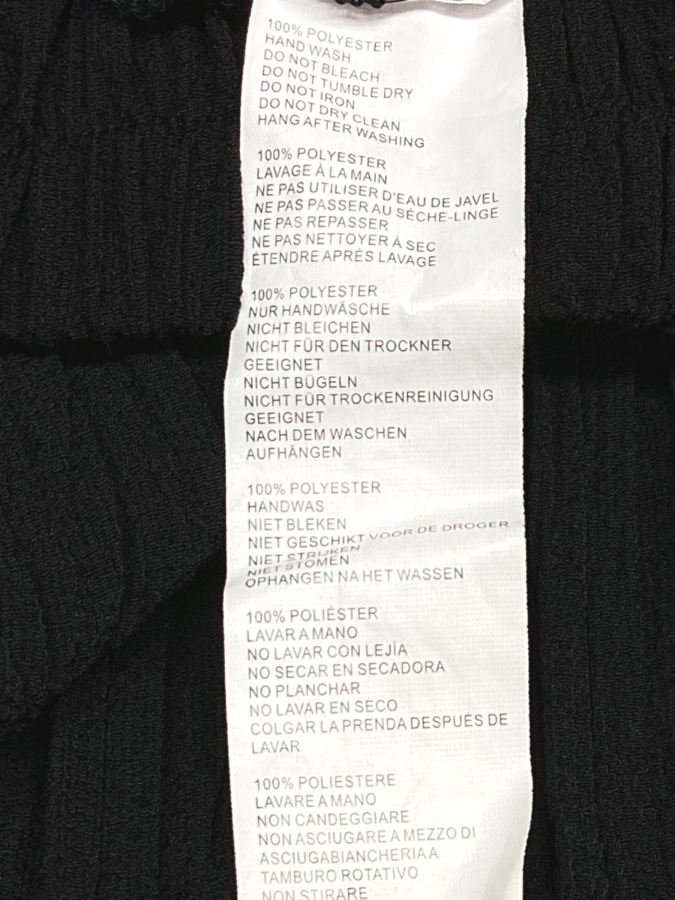 100% POLYESTER
HAND WASH
DO NOT BLEACH
DO NOT TUMBLE DRY
DO NOT IRON
DO NOT DRY CLEAN
HANG AFTER WASHING
100% POLYESTER
LAVAGE À LA MAIN
NE PAS UTILISER D'EAU DE JAVEL
NE PAS PASSER AU SÈCHE-LINGE
NE PAS REPASSER
NE PAS NETTOYER À SEC
ÉTENDRE APRÈS LAVAGE
100% POLYESTER
NUR HANDWÄSCHE
NICHT BLEICHEN
NICHT FÜR DEN TROCKNER
GEEIGNET
NICHT BÜGELN
NICHT FÜR TROCKENREINIGUNG
GEEIGNET
NACH DEM WASCHEN
AUFHÄNGEN
100% POLYESTER
HANDWAS
NIET BLEKEN
NIET GESCHIKT VOOR DE DROGER
NIET STRIJKEN
NIET STOMEN
OPHANGEN NA HET WASSEN
100% POLIÉSTER
LAVAR A MANO
NO LAVAR CON LEJÍA
NO SECAR EN SECADORA
NO PLANCHAR
NO LAVAR EN SECO
COLGAR LA PRENDA DESPUÉS DE
LAVAR
100% POLIESTERE
LAVARE A MANO
NON CANDEGGIARE
NON ASCIUGARE A MEZZO DI
ASCIUGABIANCHERIA A
TAMBURO ROTATIVO
NON STIRARE